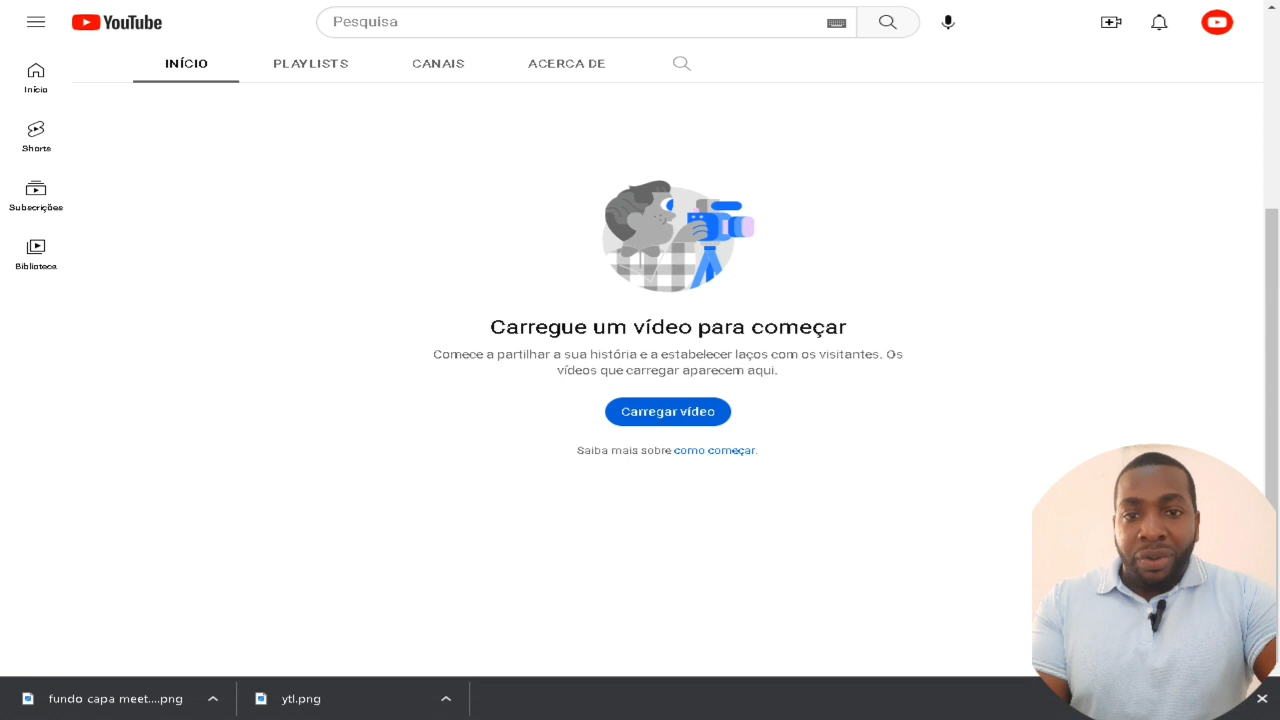 YouTube
Pesquisa
INÍCIO PLAYLISTS CANAIS ACERCA DE
Início
Shorts
Subscrições
Biblioteca
Carregue um vídeo para começar
Comece a partilhar a sua história e a estabelecer laços com os visitantes. Os
vídeos que carregar aparecem aqui.
Carregar vídeo
Saiba mais sobre como começar.
fundo capa meet....png
ytl.png